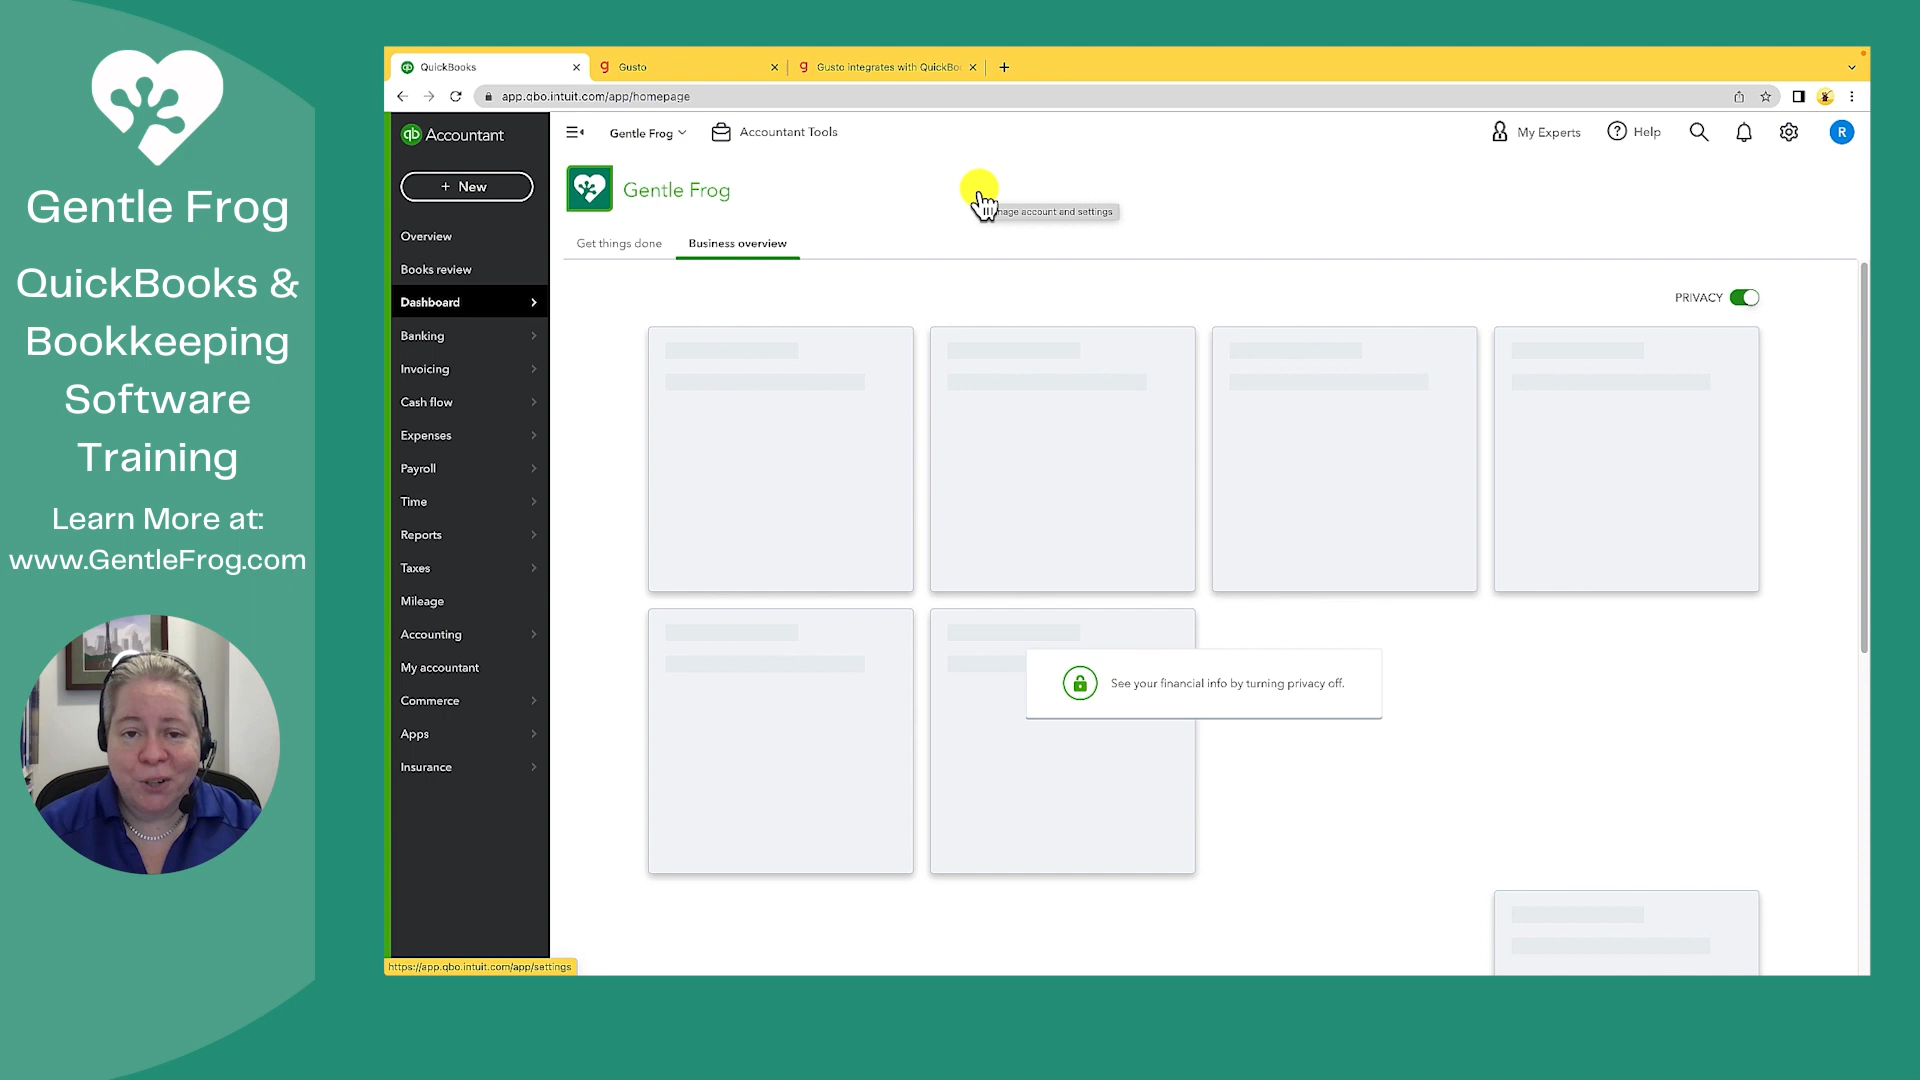 Gentle Frog
QuickBooks &
Bookkeeping
Software
Training
Learn More at:
www.GentleFrog.com
QuickBooks
Gusto
Gusto integrates with QuickBo
app.qbo.intuit.com/app/homepage
qb Accountant
Gentle Frog
Accountant Tools
My Experts
Help
R
+ New
Gentle Frog
nage account and settings
Get things done
Business overview
PRIVACY
Overview
Books review
Dashboard
Banking
Invoicing
Cash flow
Expenses
Payroll
Time
Reports
Taxes
Mileage
Accounting
My accountant
Commerce
Apps
Insurance
See your financial info by turning privacy off.
https://app.qbo.intuit.com/app/settings